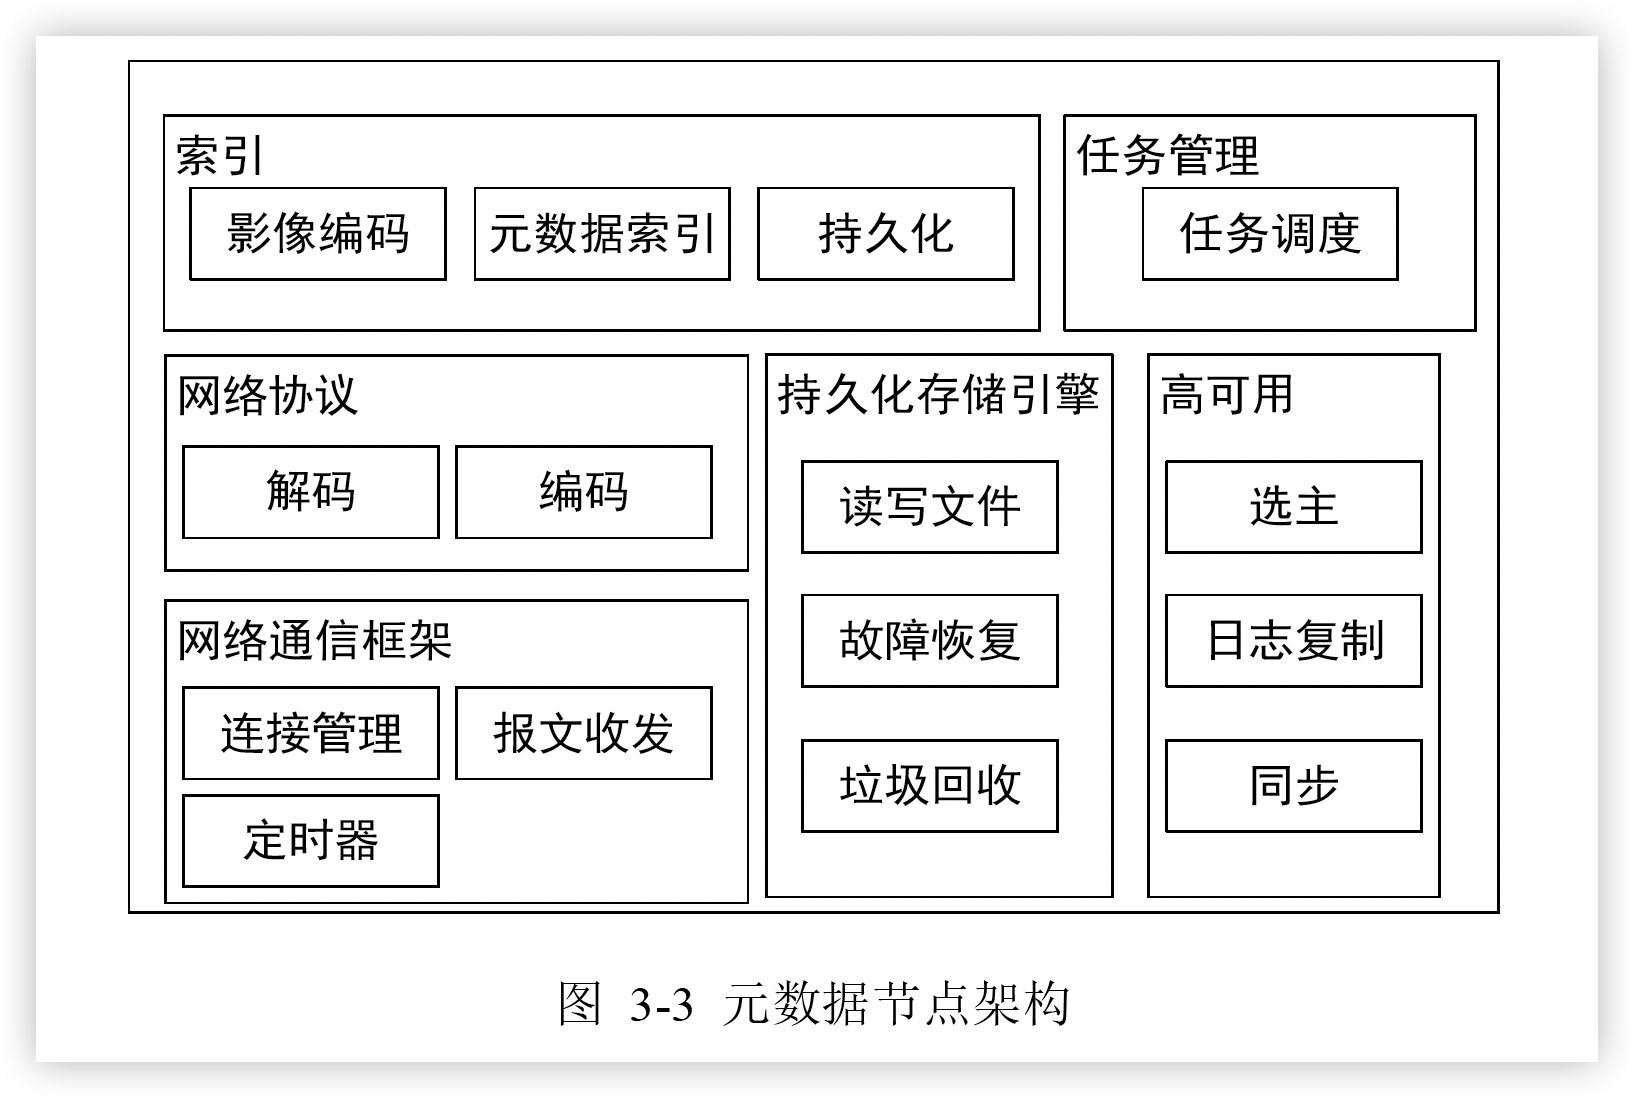 索引
影像编码
元数据索引
持久化
任务管理
任务调度
网络协议
解码
编码
网络通信框架
连接管理
报文收发
定时器
持久化存储引擎
读写文件
故障恢复
垃圾回收
高可用
选主
日志复制
同步
图 3-3 元数据节点架构